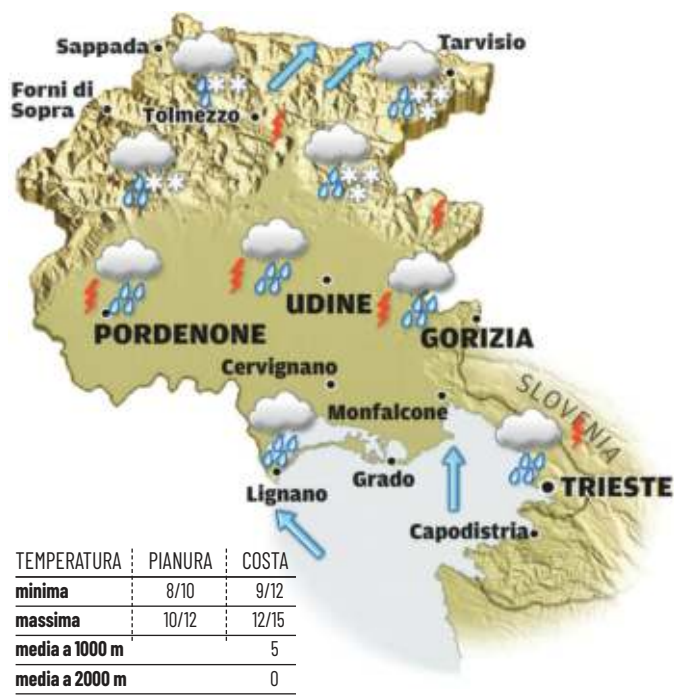 Sappada
Tarvisio
Forni di
Sopra
Tolmezzo
UDINE
PORDENONE
GORIZIA
Cervignano
Monfalcone
SLOVENIA
Lignano
Grado
TRIESTE
Capodistria
TEMPERATURA PIANURA COSTA
minima 8/10 9/12
massima 10/12 12/15
media a 1000 m 5
media a 2000 m 0